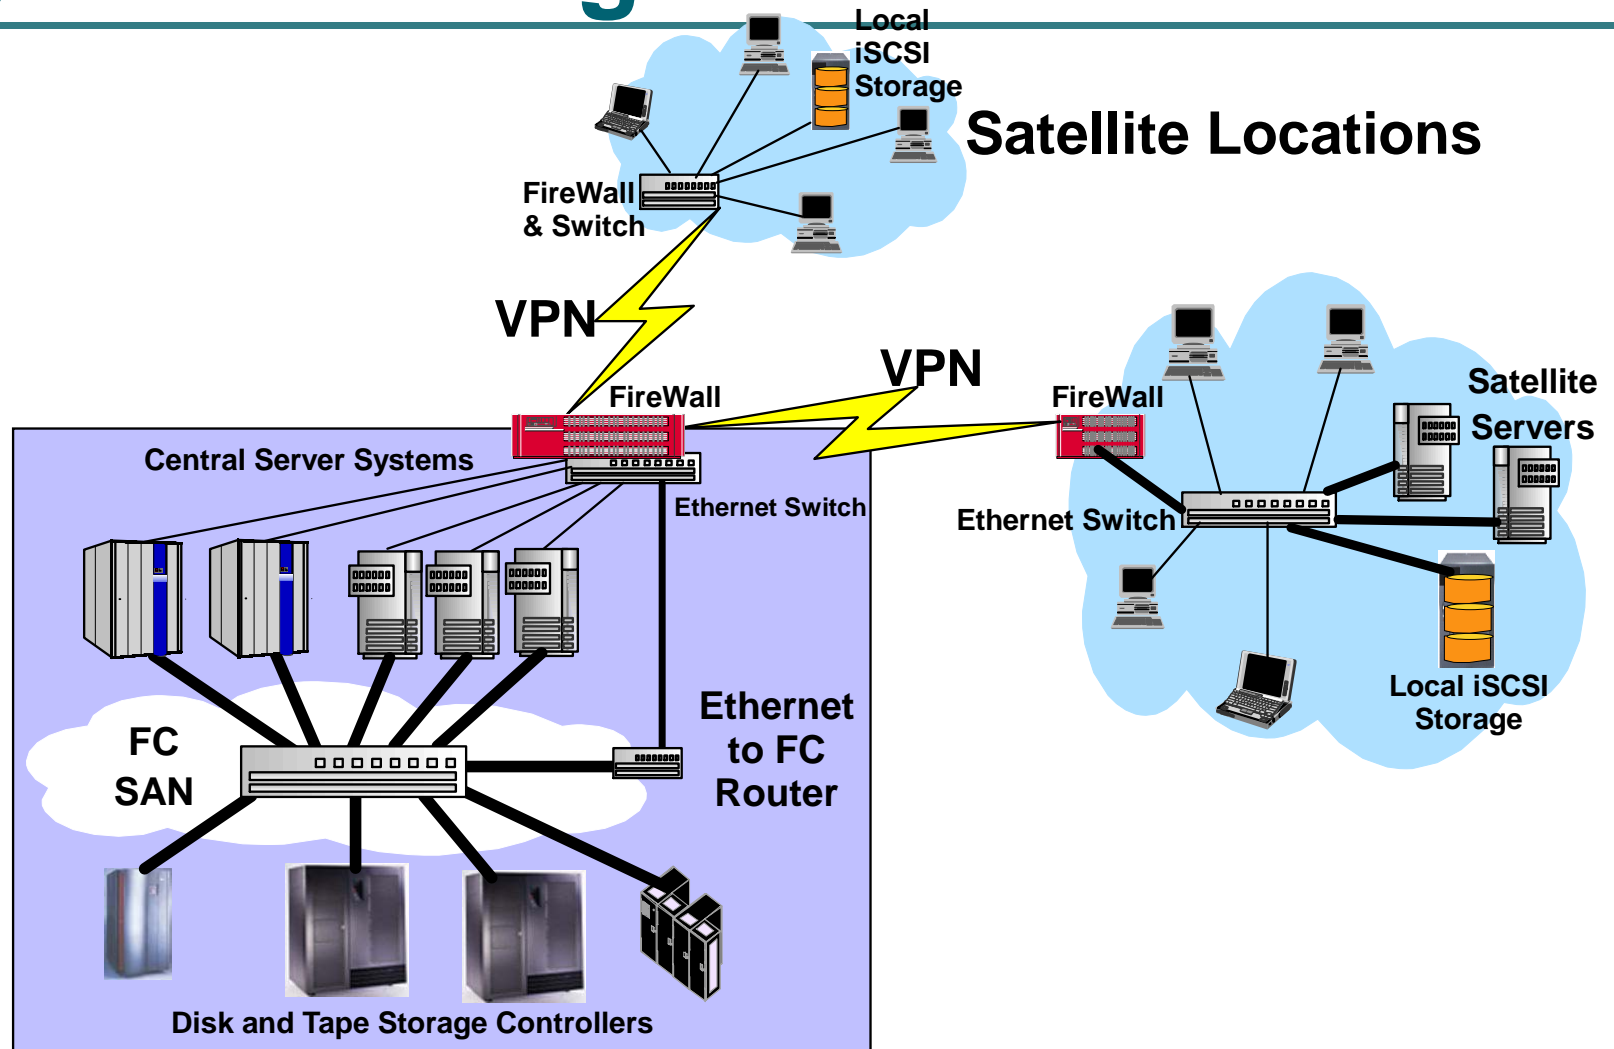 Local
iSCSI
Storage
Satellite Locations
FireWall
& Switch
VPN
VPN
FireWall
FireWall
Satellite
Servers
Central Server Systems
Ethernet Switch
Ethernet Switch
Local iSCSI
Storage
Ethernet
to FC
Router
FC
SAN
Disk and Tape Storage Controllers